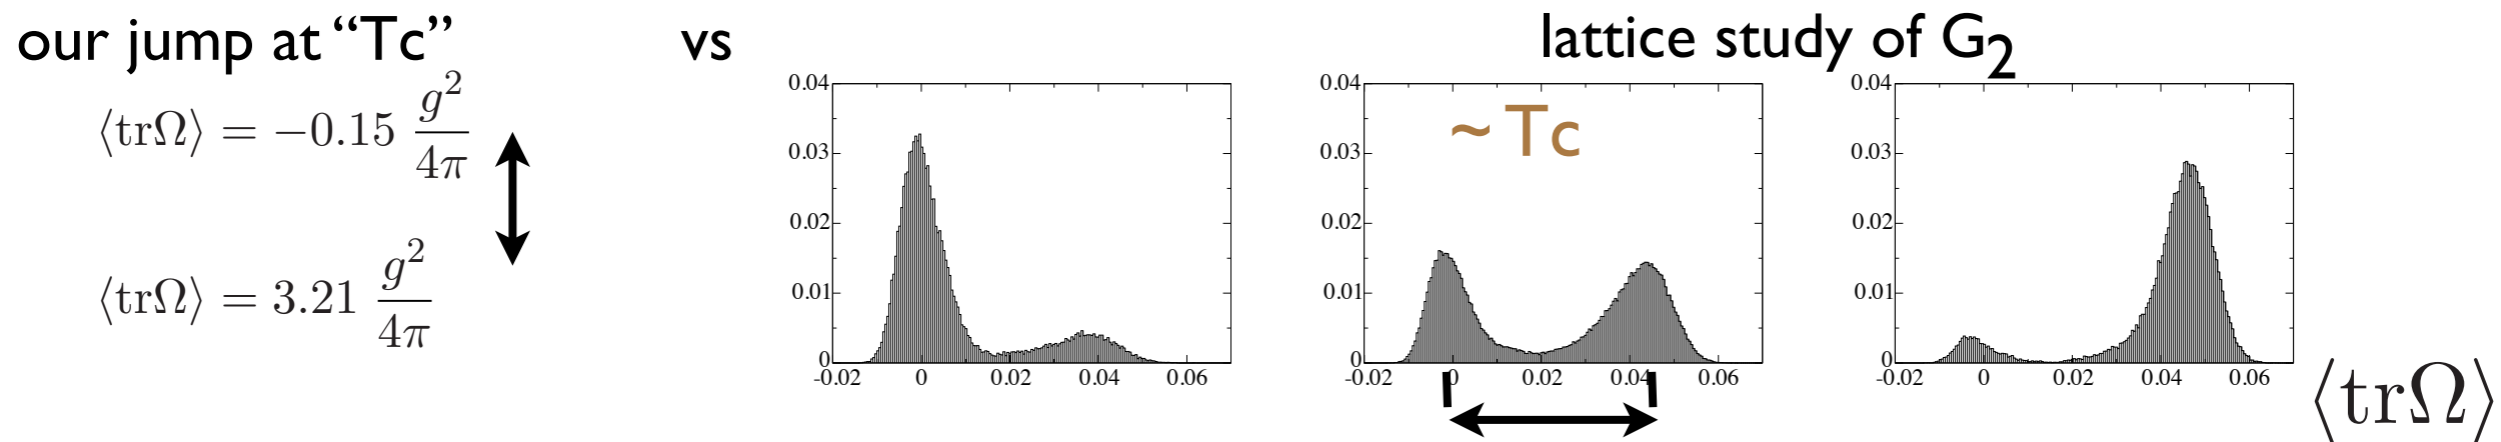 our jump at “Tc” vs lattice study of G₂
⟨trΩ⟩ = −0.15 g²/4π
⟨trΩ⟩ = 3.21 g²/4π
0.04
0.03
0.02
0.01
0
-0.02 0 0.02 0.04 0.06
~ Tc
0.04
0.03
0.02
0.01
0
-0.02 0 0.02 0.04 0.06
0.04
0.03
0.02
0.01
0
-0.02 0 0.02 0.04 0.06
⟨trΩ⟩